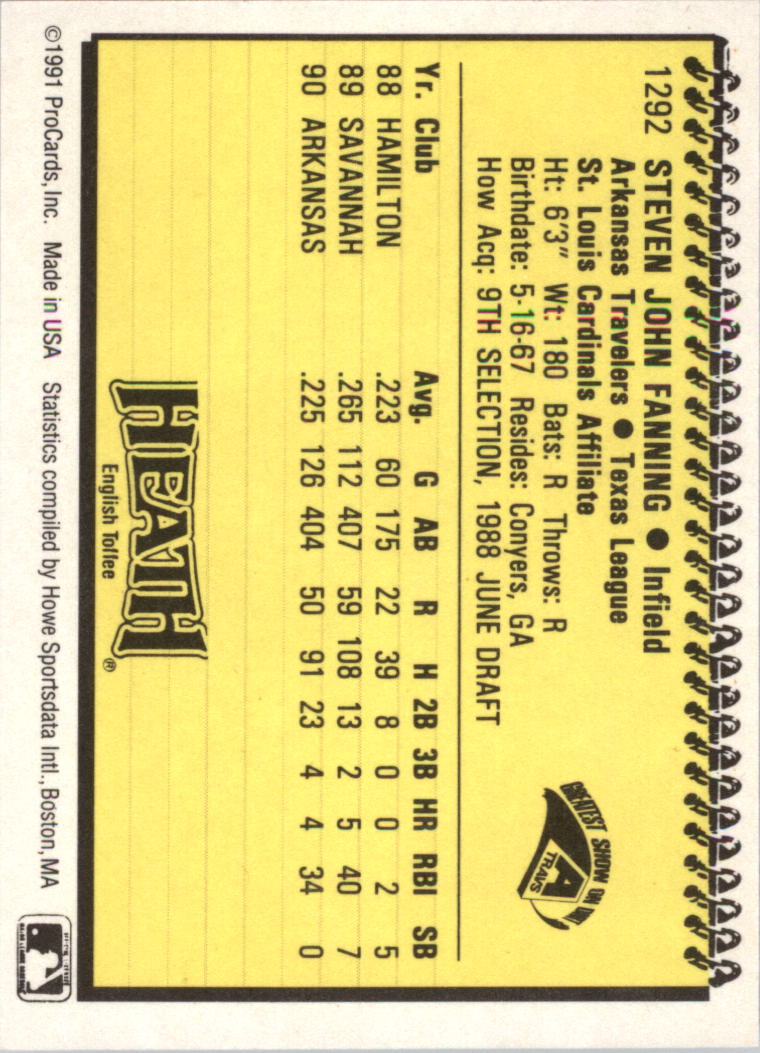 1292 STEVEN JOHN FANNING ● Infield
Arkansas Travelers ● Texas League
St. Louis Cardinals Affiliate
Ht: 6'3" Wt: 180 Bats: R Throws: R
Birthdate: 5-16-67 Resides: Conyers, GA
How Acq: 9TH SELECTION, 1988 JUNE DRAFT
GREATEST SHOW ON DIRT
A
TRAVS
Yr. Club Avg. G AB R H 2B 3B HR RBI SB
88 HAMILTON .223 60 175 22 39 8 0 0 2 5
89 SAVANNAH .265 112 407 59 108 13 2 5 40 7
90 ARKANSAS .225 126 404 50 91 23 4 4 34 0
HEATH
English Toffee ®
©1991 ProCards, Inc. Made in USA Statistics compiled by Howe Sportsdata Intl., Boston, MA